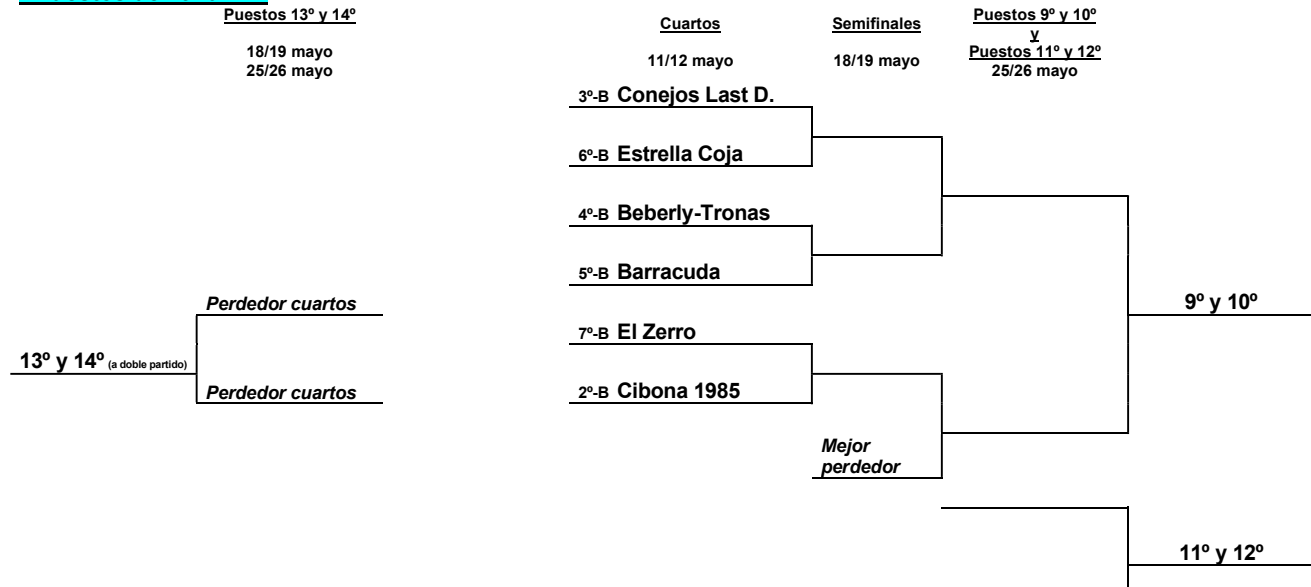 Puestos 13º y 14º
18/19 mayo
25/26 mayo
Cuartos
11/12 mayo
Semifinales
18/19 mayo
Puestos 9º y 10º
y
Puestos 11º y 12º
25/26 mayo
3º-B Conejos Last D.
6º-B Estrella Coja
4º-B Beberly-Tronas
5º-B Barracuda
Perdedor cuartos
9º y 10º
7º-B El Zerro
13º y 14º (a doble partido)
Perdedor cuartos
2º-B Cibona 1985
Mejor
perdedor
11º y 12º